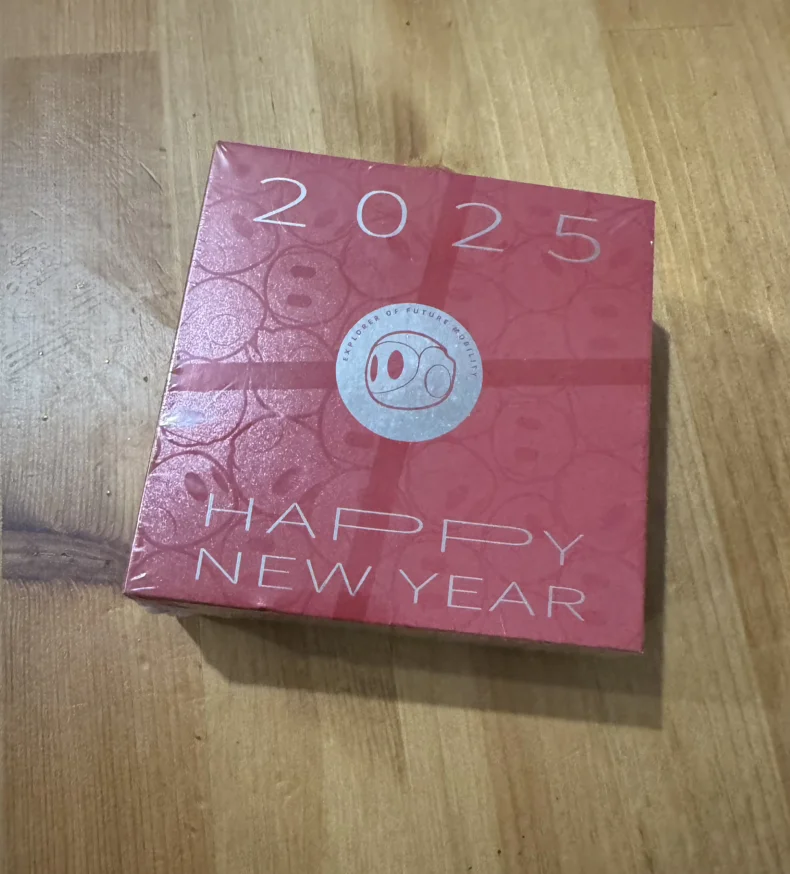 2025
EXPLORER OF FUTURE MOBILITY
HAPPY
NEW YEAR